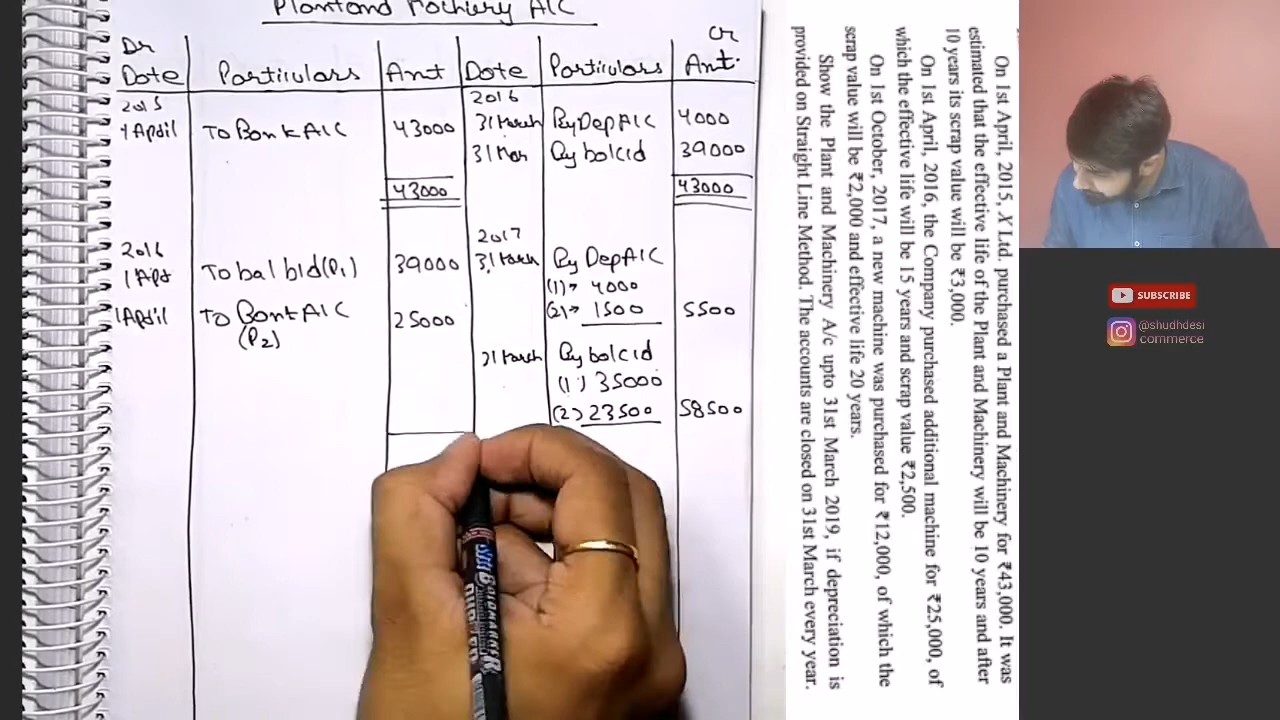 Plant and Machiery A/C
Dr Cr
Date Particulars Amt Date Particulars Amt.
2015 2016
1 April To Bank A/C 43000 31 March By Dep A/C 4000
31 Mar By bal c/d 39000
43000 43000
2016 2017
1 Apr To bal b/d (P1) 39000 31 March By Dep A/C
(1)→ 4000
1 April To Bank A/C 25000 (2)→ 1500 5500
(P2)
31 March By bal c/d
(1) 35000
(2) 23500 58500
On 1st April, 2015, X Ltd. purchased a Plant and Machinery for ₹43,000. It was
estimated that the effective life of the Plant and Machinery will be 10 years and after
10 years its scrap value will be ₹3,000.
On 1st April, 2016, the Company purchased additional machine for ₹25,000, of
which the effective life will be 15 years and scrap value ₹2,500.
On 1st October, 2017, a new machine was purchased for ₹12,000, of which the
scrap value will be ₹2,000 and effective life 20 years.
Show the Plant and Machinery A/c upto 31st March 2019, if depreciation is
provided on Straight Line Method. The accounts are closed on 31st March every year.
SUBSCRIBE
@shudhdesi
commerce